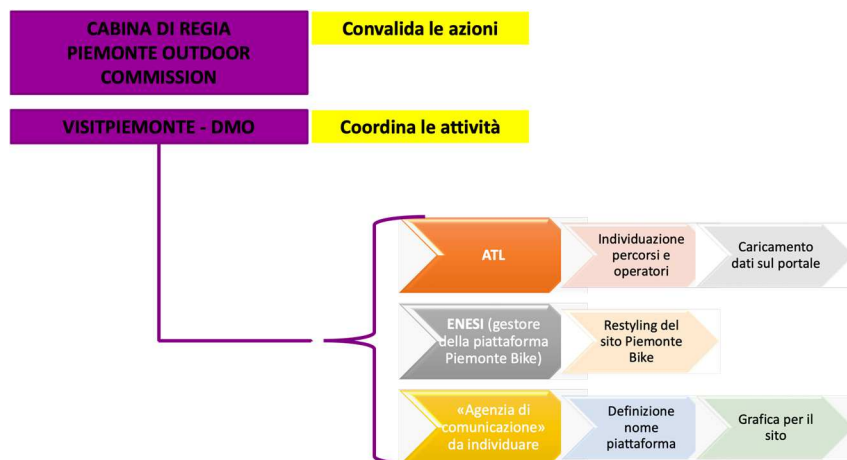 CABINA DI REGIA
PIEMONTE OUTDOOR
COMMISSION
Convalida le azioni
VISITPIEMONTE - DMO
Coordina le attività
ATL
Individuazione
percorsi e
operatori
Caricamento
dati sul portale
ENESI (gestore
della piattaforma
Piemonte Bike)
Restyling del
sito Piemonte
Bike
«Agenzia di
comunicazione»
da individuare
Definizione
nome
piattaforma
Grafica per il
sito